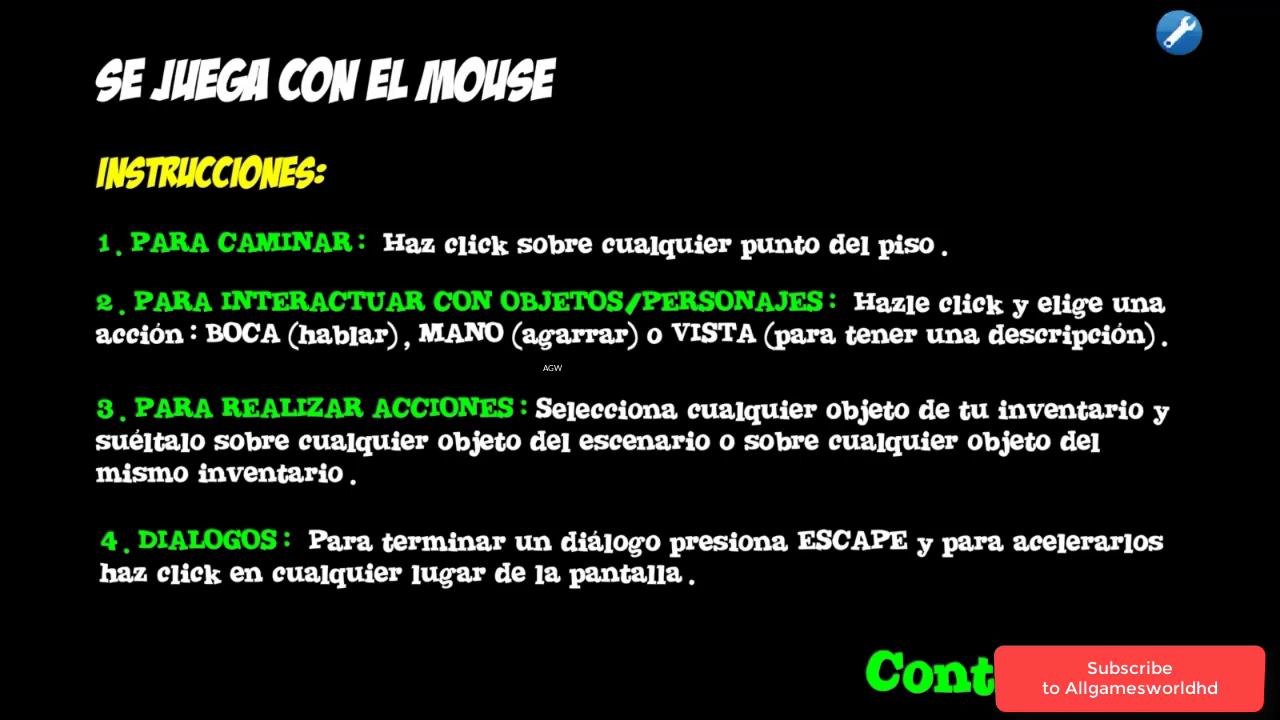 SE JUEGA CON EL MOUSE
INSTRUCCIONES:
1. PARA CAMINAR: Haz click sobre cualquier punto del piso.
2. PARA INTERACTUAR CON OBJETOS/PERSONAJES: Hazle click y elige una
acción: BOCA (hablar), MANO (agarrar) o VISTA (para tener una descripción).
AGW
3. PARA REALIZAR ACCIONES: Selecciona cualquier objeto de tu inventario y
suéltalo sobre cualquier objeto del escenario o sobre cualquier objeto del
mismo inventario.
4. DIALOGOS: Para terminar un diálogo presiona ESCAPE y para acelerarlos
haz click en cualquier lugar de la pantalla.
Subscribe
to Allgamesworldhd